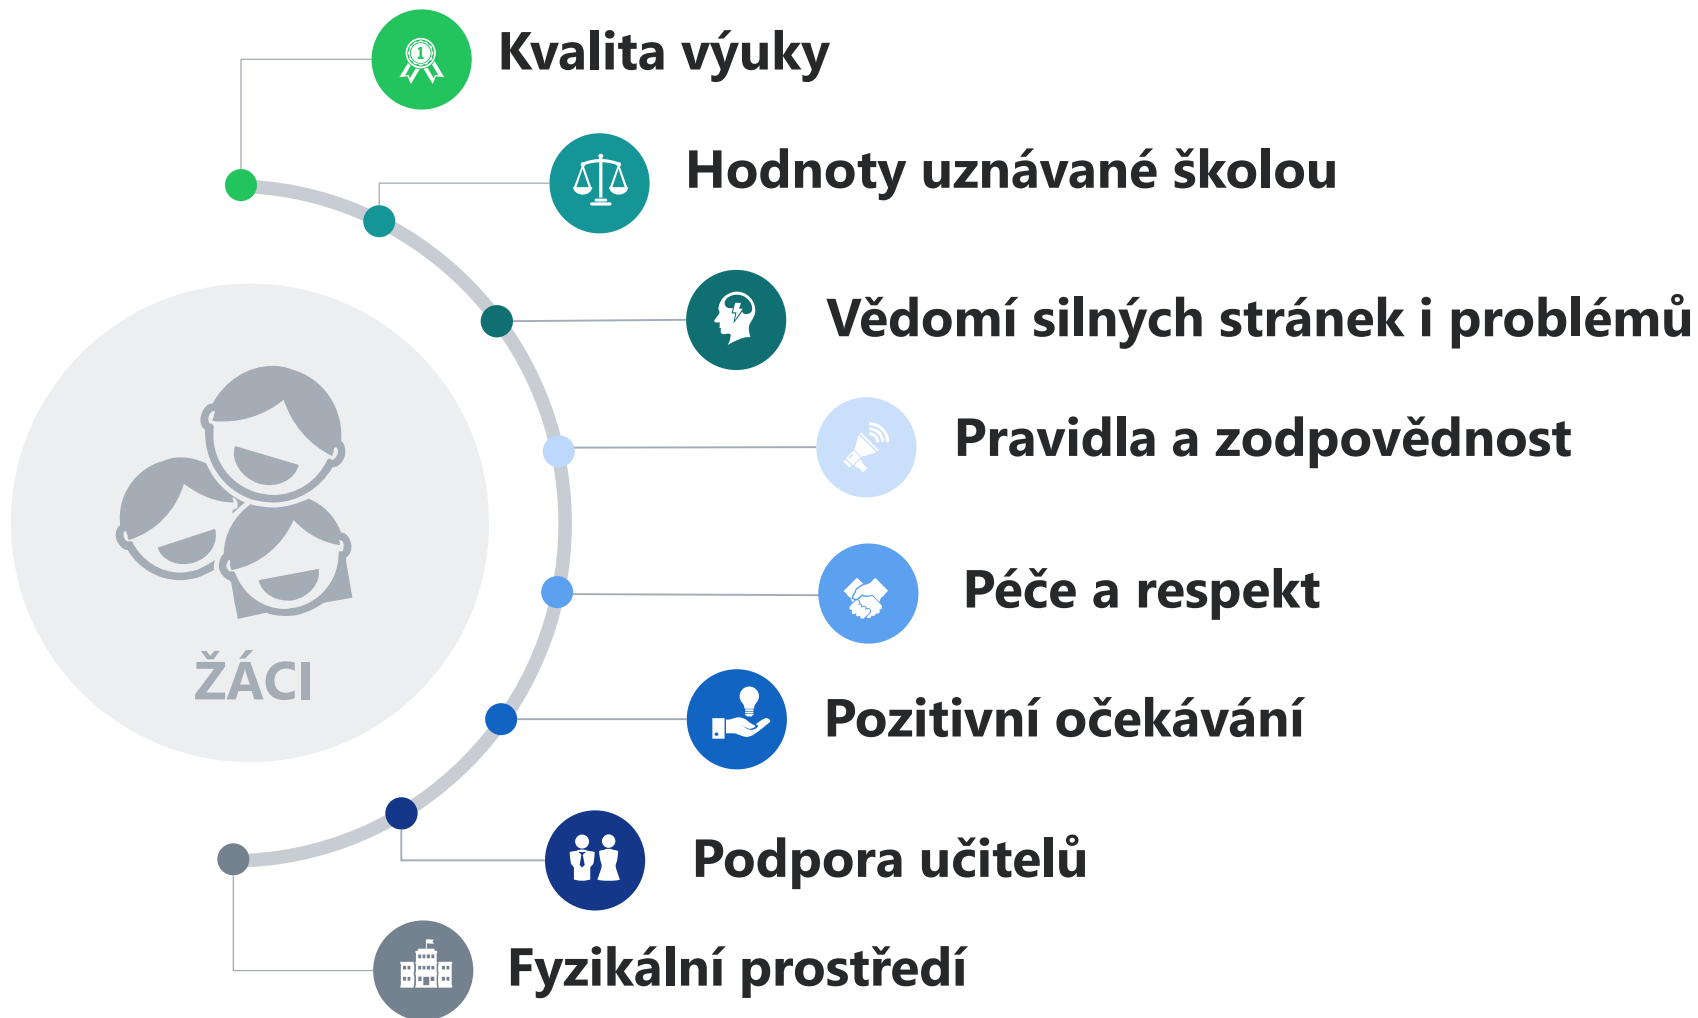 Kvalita výuky
Hodnoty uznávané školou
Vědomí silných stránek i problémů
Pravidla a zodpovědnost
Péče a respekt
ŽÁCI
Pozitivní očekávání
Podpora učitelů
Fyzikální prostředí
1